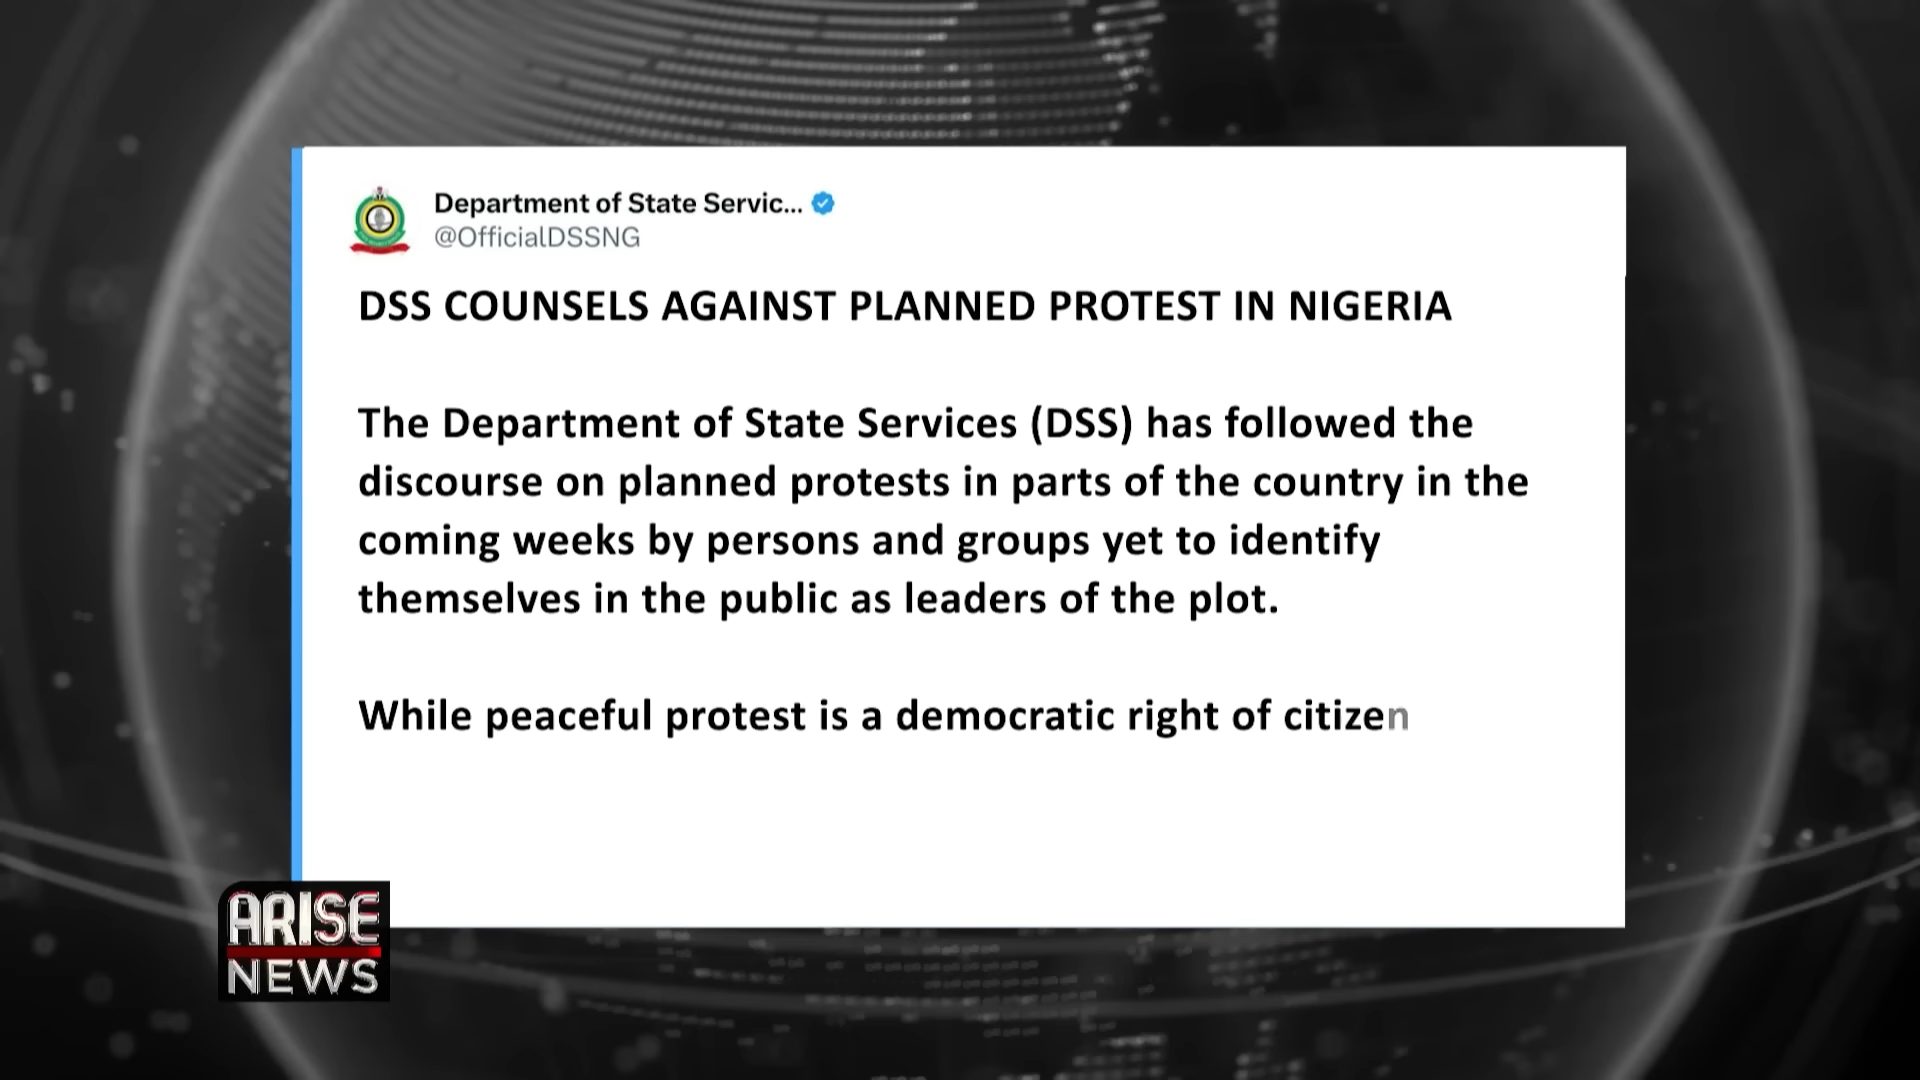 Department of State Servic...
@OfficialDSSNG
DSS COUNSELS AGAINST PLANNED PROTEST IN NIGERIA
The Department of State Services (DSS) has followed the
discourse on planned protests in parts of the country in the
coming weeks by persons and groups yet to identify
themselves in the public as leaders of the plot.
While peaceful protest is a democratic right of citizen
ARISE
NEWS